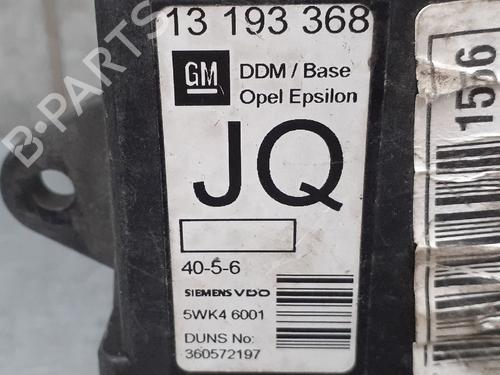 13 193 368
GM
DDM / Base
Opel Epsilon
JQ
40-5-6
SIEMENS VDO
5WK4 6001
DUNS No:
360572197
1556
B-PARTS